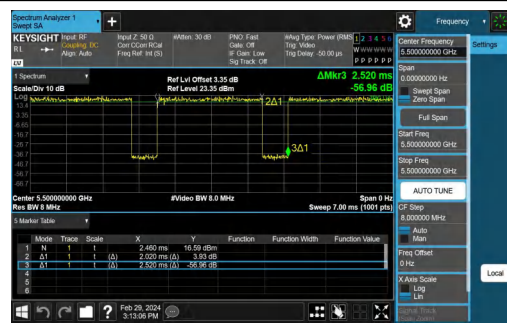 Spectrum Analyzer 1
Swept SA
+
Frequency
KEYSIGHT
Input: RF
Coupling: DC
Align: Auto
Input Z: 50 Ω
Corr CCorr RCal
Freq Ref: Int (S)
#Atten: 30 dB
PNO: Fast
Gate: Off
IF Gain: Low
Sig Track: Off
#Avg Type: Power (RMS
Trig: Video
Trig Delay: -50.00 µs
1 2 3 4 5 6
W W W W W W
P P P P P P
R L
LV
1 Spectrum
Scale/Div 10 dB
Ref Lvl Offset 3.35 dB
Ref Level 23.35 dBm
ΔMkr3 2.520 ms
-56.96 dB
Log
13.4
3.35
-6.65
-16.7
-26.7
-36.7
-46.7
-56.7
-66.7
2Δ1
3Δ1
Center 5.500000000 GHz
Res BW 8 MHz
#Video BW 8.0 MHz
Span 0 Hz
Sweep 7.00 ms (1001 pts)
5 Marker Table
Mode Trace Scale X Y Function Function Width Function Value
1 N 1 t 2.460 ms 16.59 dBm
2 Δ1 1 t (Δ) 2.020 ms (Δ) 3.93 dB
3 Δ1 1 t (Δ) 2.520 ms (Δ) -56.96 dB
4
5
6
Feb 29, 2024
3:13:06 PM
Center Frequency
5.500000000 GHz
Span
0.00000000 Hz
Swept Span
Zero Span
Full Span
Start Freq
5.500000000 GHz
Stop Freq
5.500000000 GHz
AUTO TUNE
CF Step
8.000000 MHz
Auto
Man
Freq Offset
0 Hz
X Axis Scale
Log
Lin
Signal Track
Settings
Local